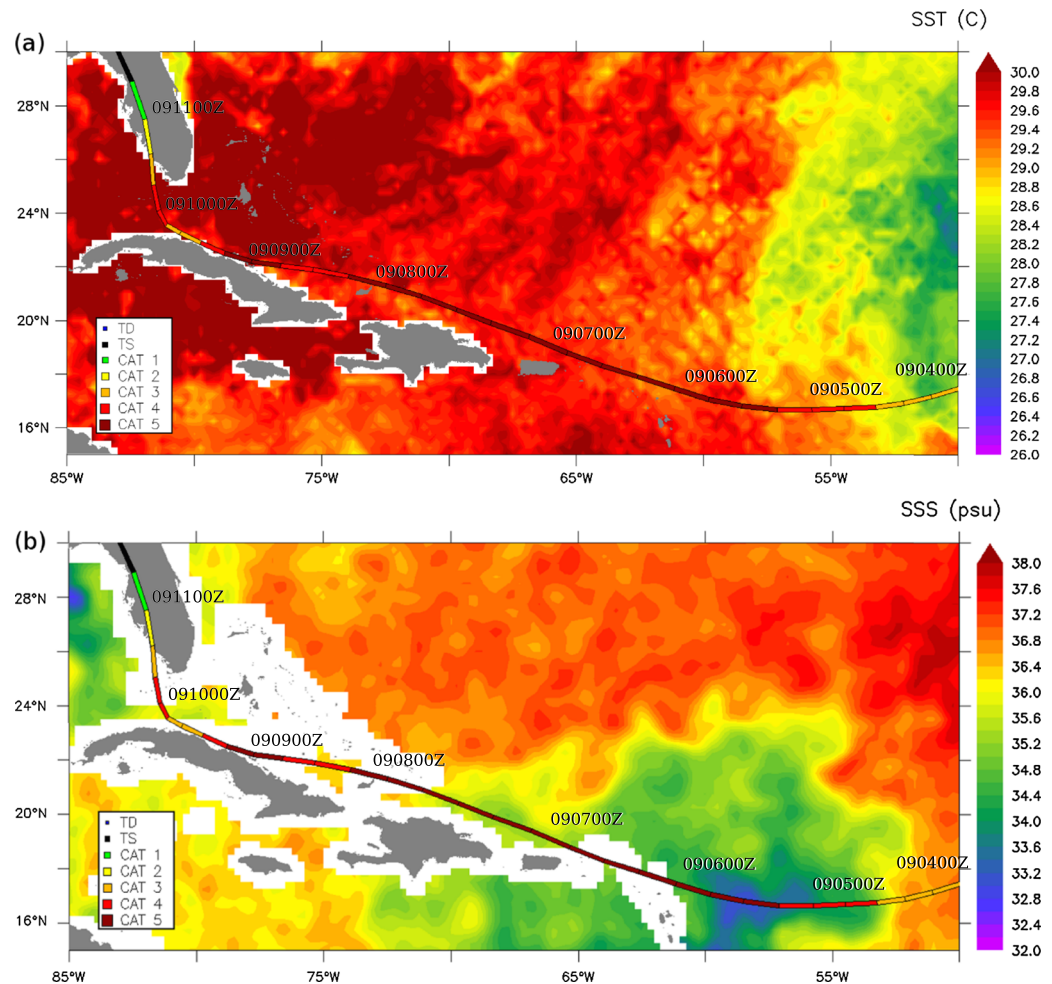 SST (C)
(a)
28°N
24°N
20°N
16°N
85°W
75°W
65°W
55°W
091100Z
091000Z
090900Z
090800Z
090700Z
090600Z
090500Z
090400Z
TD
TS
CAT 1
CAT 2
CAT 3
CAT 4
CAT 5
30.0
29.8
29.6
29.4
29.2
29.0
28.8
28.6
28.4
28.2
28.0
27.8
27.6
27.4
27.2
27.0
26.8
26.6
26.4
26.2
26.0
SSS (psu)
(b)
28°N
24°N
20°N
16°N
85°W
75°W
65°W
55°W
091100Z
091000Z
090900Z
090800Z
090700Z
090600Z
090500Z
090400Z
TD
TS
CAT 1
CAT 2
CAT 3
CAT 4
CAT 5
38.0
37.6
37.2
36.8
36.4
36.0
35.6
35.2
34.8
34.4
34.0
33.6
33.2
32.8
32.4
32.0